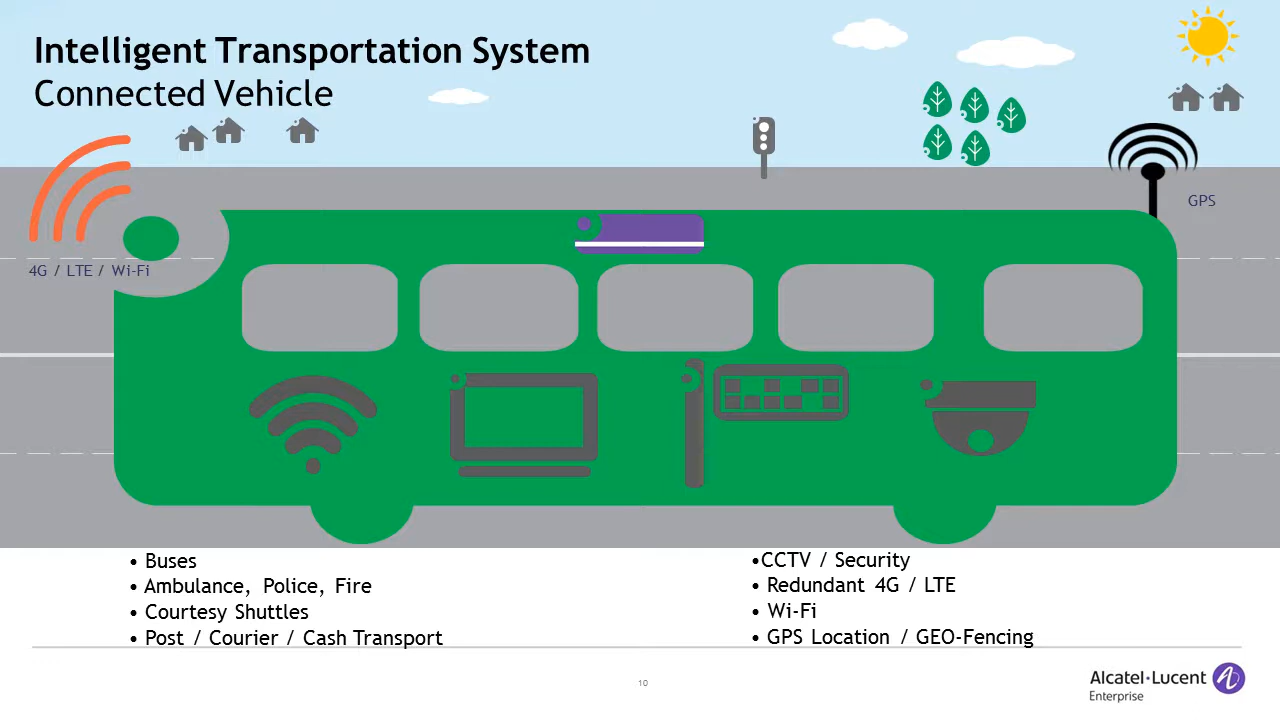 Intelligent Transportation System
Connected Vehicle
GPS
4G / LTE / Wi-Fi
• Buses
• Ambulance, Police, Fire
• Courtesy Shuttles
• Post / Courier / Cash Transport
•CCTV / Security
• Redundant 4G / LTE
• Wi-Fi
• GPS Location / GEO-Fencing
10
Alcatel·Lucent
Enterprise